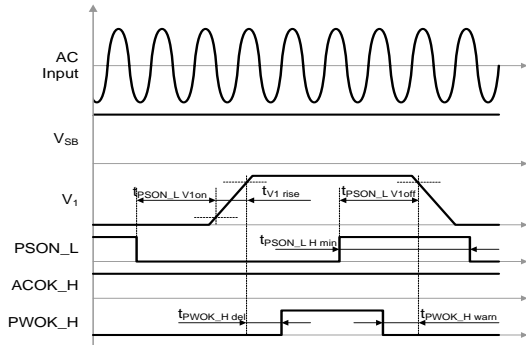 AC
Input
VSB
V1
tPSON_L V1on
tV1 rise
tPSON_L V1off
PSON_L
tPSON_L H min
ACOK_H
PWOK_H
tPWOK_H del
tPWOK_H warn